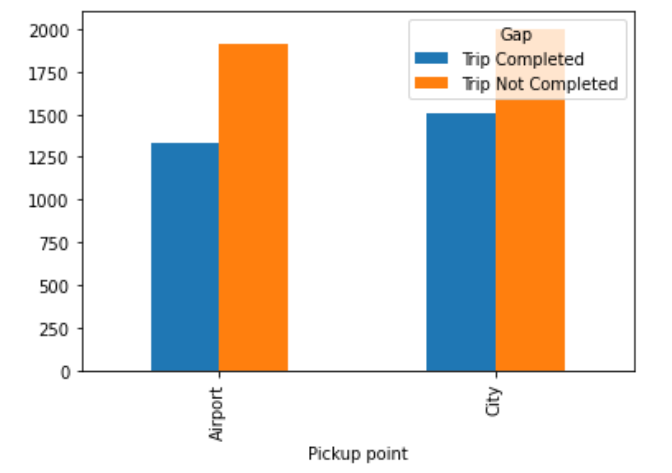 2000
1750
1500
1250
1000
750
500
250
0
Gap
Trip Completed
Trip Not Completed
Airport
City
Pickup point